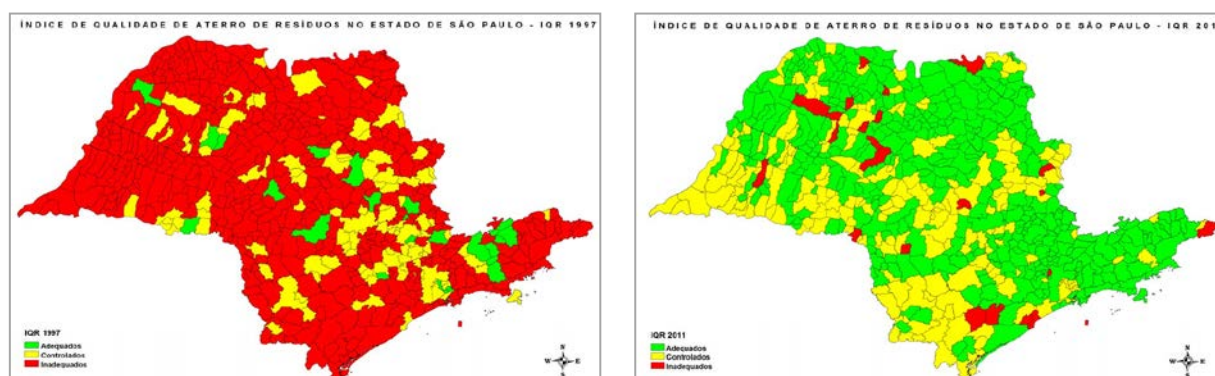 ÍNDICE DE QUALIDADE DE ATERRO DE RESÍDUOS NO ESTADO DE SÃO PAULO - IQR 1997
IQR 1997
Adequados
Controlados
Inadequados
N
W E
S
ÍNDICE DE QUALIDADE DE ATERRO DE RESÍDUOS NO ESTADO DE SÃO PAULO - IQR 201
IQR 2011
Adequados
Controlados
Inadequados
N
W E
S